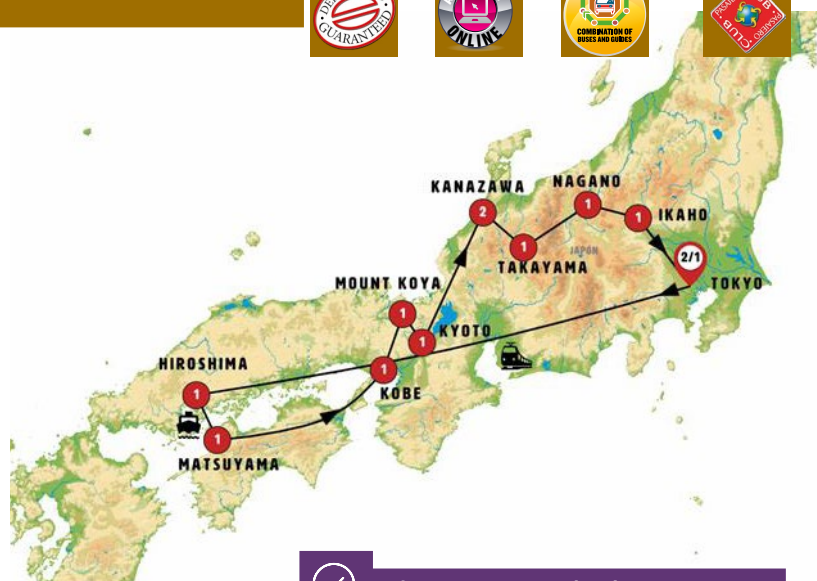 GUARANTEED
ONLINE
COMBINATION OF
BUSES AND GUIDES
CLUB
KANAZAWA
2
NAGANO
1
1
IKAHO
JAPON
1
TAKAYAMA
2/1
TOKYO
MOUNT KOYA
1
KYOTO
1
HIROSHIMA
1
KOBE
1
1
MATSUYAMA